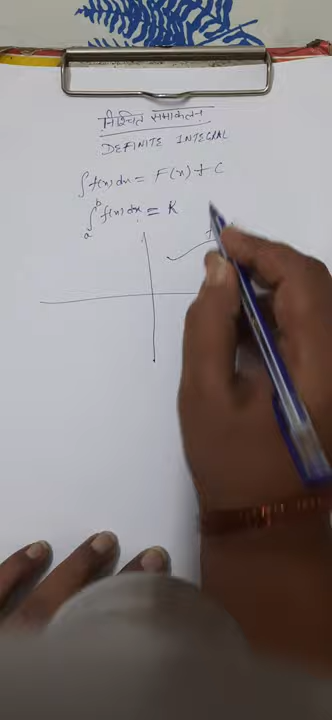 निश्चित समाकलन
DEFINITE INTEGRAL
∫f(x)dx = F(x) + C
∫ₐᵇ f(x)dx = K